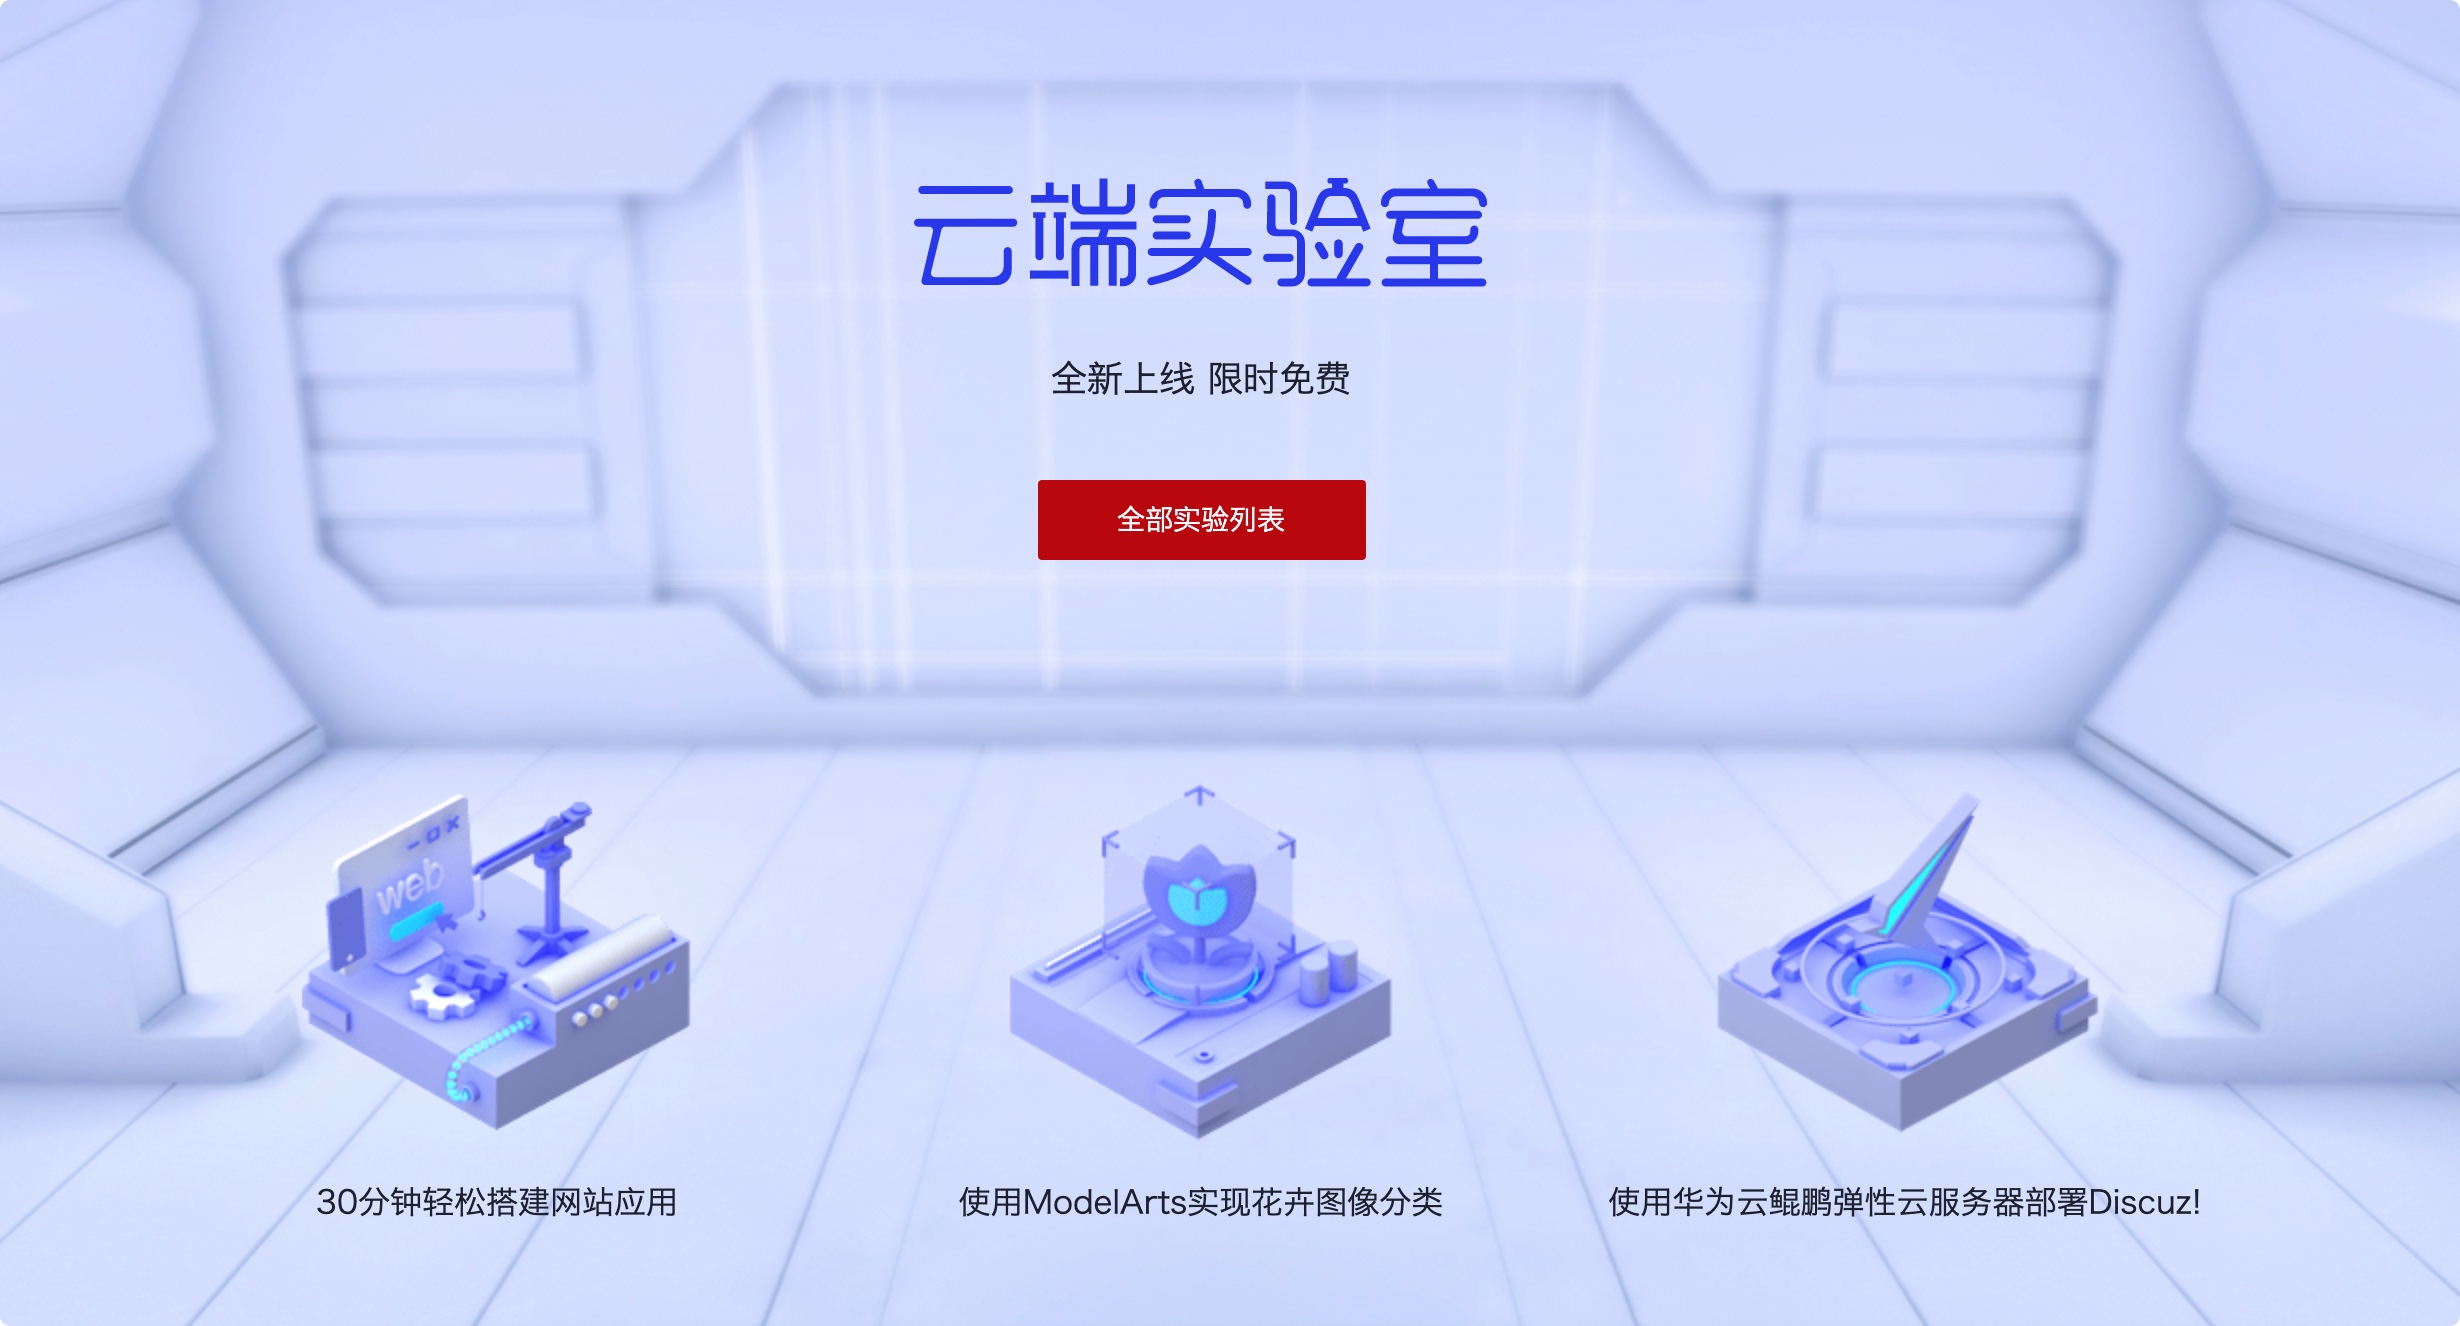 云端实验室
全新上线 限时免费
全部实验列表
web
30分钟轻松搭建网站应用
使用ModelArts实现花卉图像分类
使用华为云鲲鹏弹性云服务器部署Discuz!